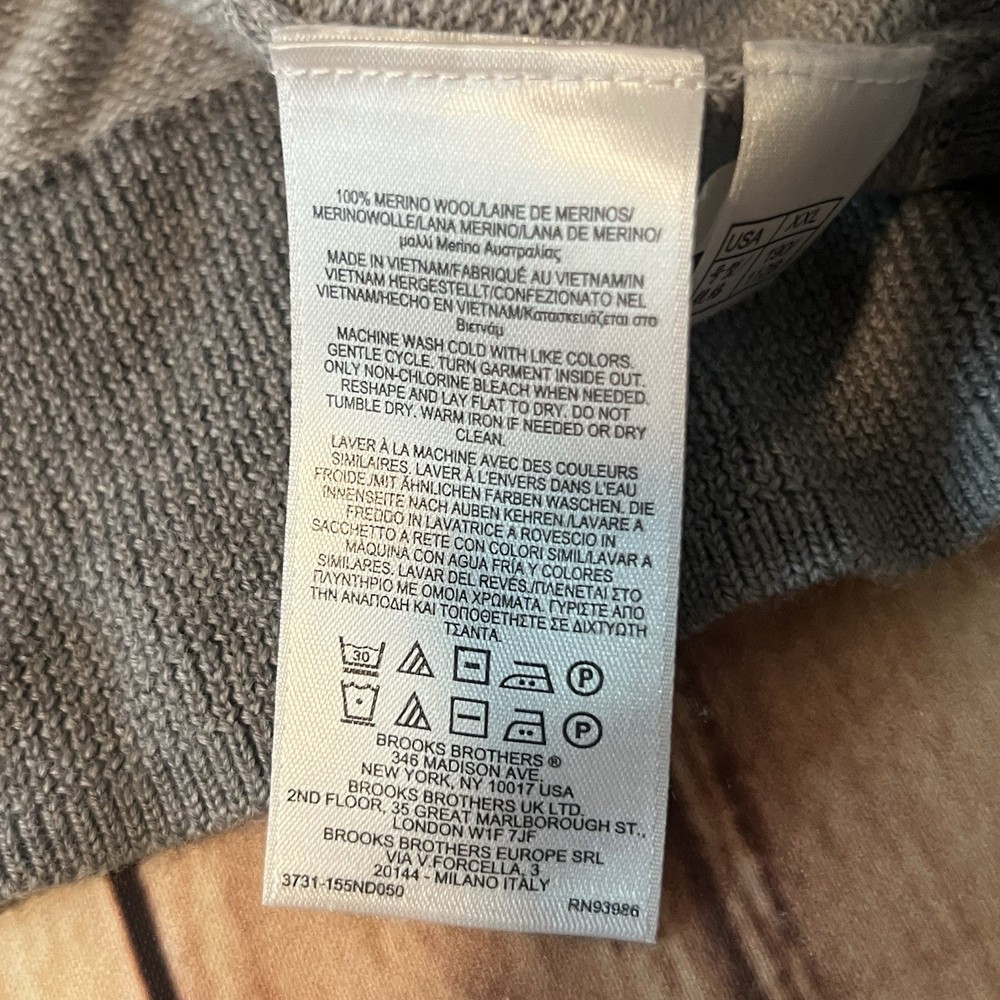 100% MERINO WOOL/LAINE DE MERINOS/
MERINOWOLLE/LANA MERINO/LANA DE MERINO/
μαλλί Merino Αυστραλίας
MADE IN VIETNAM/FABRIQUÉ AU VIETNAM/IN
VIETNAM HERGESTELLT/CONFEZIONATO NEL
VIETNAM/HECHO EN VIETNAM/Κατασκευάζεται στο
Βιετνάμ
MACHINE WASH COLD WITH LIKE COLORS.
GENTLE CYCLE. TURN GARMENT INSIDE OUT.
ONLY NON-CHLORINE BLEACH WHEN NEEDED.
RESHAPE AND LAY FLAT TO DRY. DO NOT
TUMBLE DRY. WARM IRON IF NEEDED OR DRY
CLEAN.
LAVER À LA MACHINE AVEC DES COULEURS
SIMILAIRES. LAVER À L'ENVERS DANS L'EAU
FROIDE./MIT ÄHNLICHEN FARBEN WASCHEN. DIE
INNENSEITE NACH AUBEN KEHREN./LAVARE A
FREDDO IN LAVATRICE A ROVESCIO IN
SACCHETTO A RETE CON COLORI SIMILI/LAVAR A
MÁQUINA CON AGUA FRÍA Y COLORES
SIMILARES. LAVAR DEL REVÉS./ΠΛΕΝΕΤΑΙ ΣΤΟ
ΠΛΥΝΤΗΡΙΟ ΜΕ ΟΜΟΙΑ ΧΡΩΜΑΤΑ. ΓΥΡΙΣΤΕ ΑΠΟ
ΤΗΝ ΑΝΑΠΟΔΗ ΚΑΙ ΤΟΠΟΘΕΤΗΣΤΕ ΣΕ ΔΙΧΤΥΩΤΗ
ΤΣΑΝΤΑ.
30 P
P
BROOKS BROTHERS ®
346 MADISON AVE.
NEW YORK, NY 10017 USA
BROOKS BROTHERS UK LTD.
2ND FLOOR, 35 GREAT MARLBOROUGH ST.,
LONDON W1F 7JF
BROOKS BROTHERS EUROPE SRL
VIA V.FORCELLA, 3
20144 - MILANO ITALY
3731-155ND050
RN93986
USA XXL